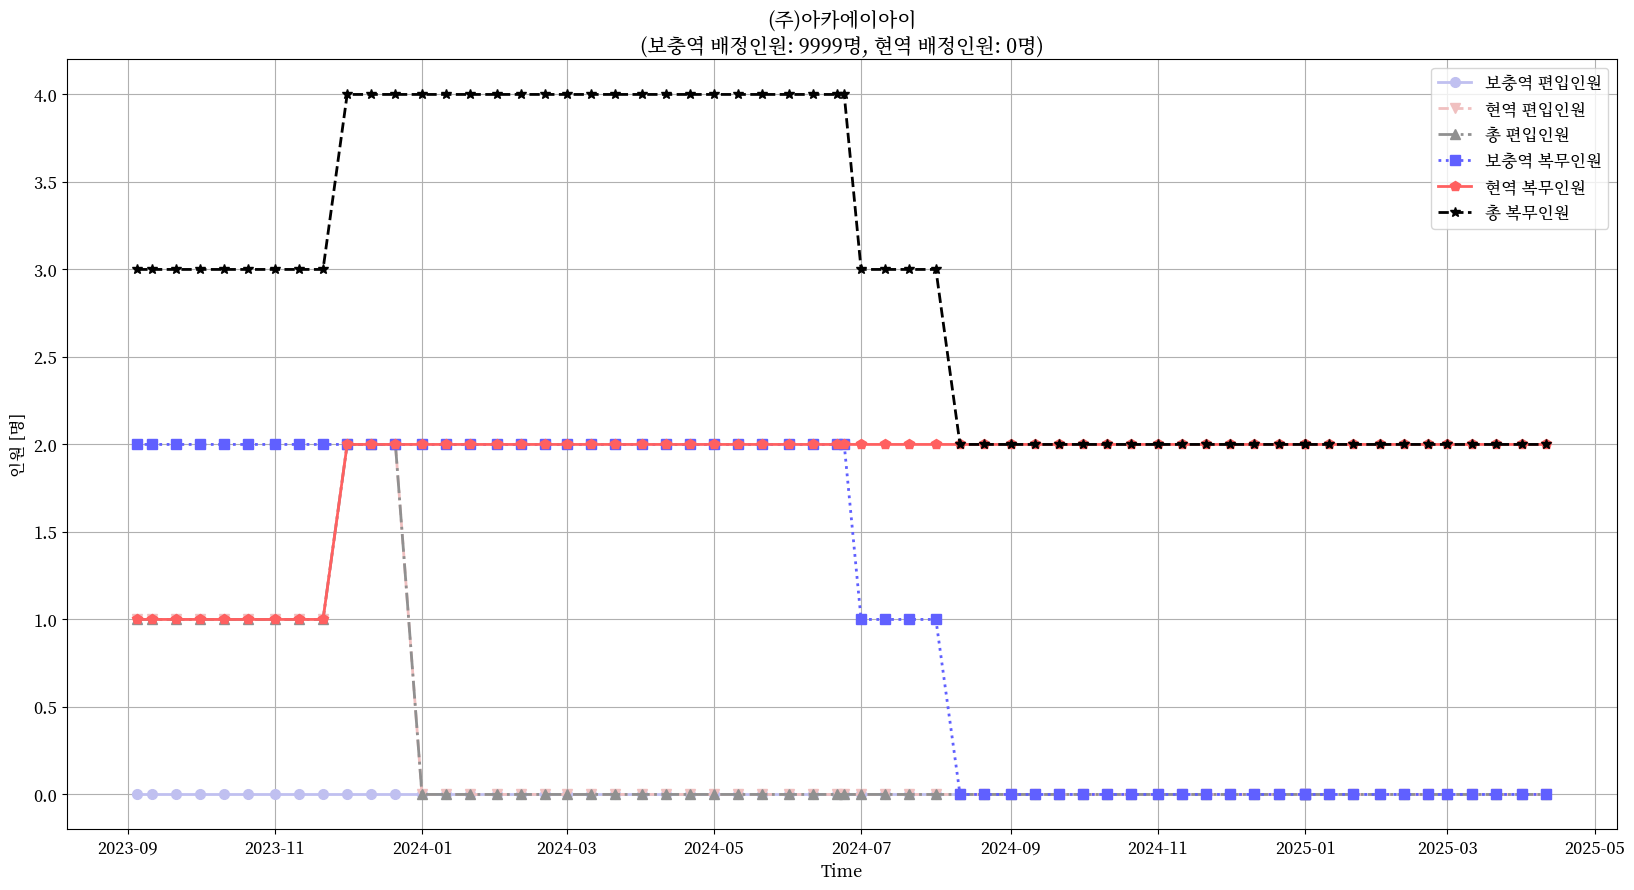 (주)아카에이아이
(보충역 배정인원: 9999명, 현역 배정인원: 0명)
보충역 편입인원
현역 편입인원
총 편입인원
보충역 복무인원
현역 복무인원
총 복무인원
인원 [명]
4.0
3.5
3.0
2.5
2.0
1.5
1.0
0.5
0.0
2023-09 2023-11 2024-01 2024-03 2024-05 2024-07 2024-09 2024-11 2025-01 2025-03 2025-05
Time